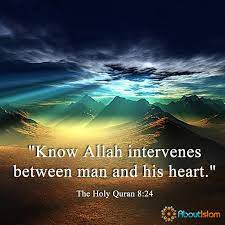 "Know Allah intervenes
between man and his heart."
The Holy Quran 8:24
AboutIslam